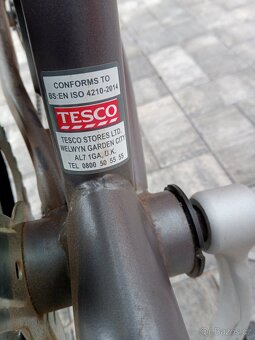 CONFORMS TO
BS:EN ISO 4210-2014
TESCO
TESCO STORES LTD.
WELWYN GARDEN CITY
AL7 1GA, U.K.
TEL 0800 50 55 55